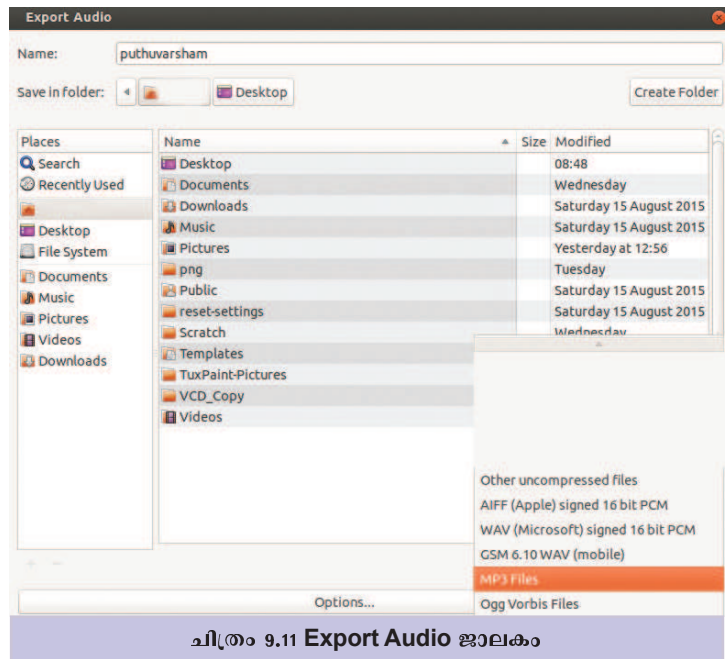 Export Audio
Name: puthuvarsham
Save in folder: Desktop Create Folder
Places Name Size Modified
Search Desktop 08:48
Recently Used Documents Wednesday
Downloads Saturday 15 August 2015
Desktop Music Saturday 15 August 2015
File System Pictures Yesterday at 12:56
png Tuesday
Documents Public Saturday 15 August 2015
Music reset-settings Saturday 15 August 2015
Pictures Scratch Wednesday
Videos Templates
Downloads TuxPaint-Pictures
VCD_Copy
Videos
Other uncompressed files
AIFF (Apple) signed 16 bit PCM
WAV (Microsoft) signed 16 bit PCM
GSM 6.10 WAV (mobile)
MP3 Files
Options... Ogg Vorbis Files
ചിത്രം 9.11 Export Audio ജാലകം